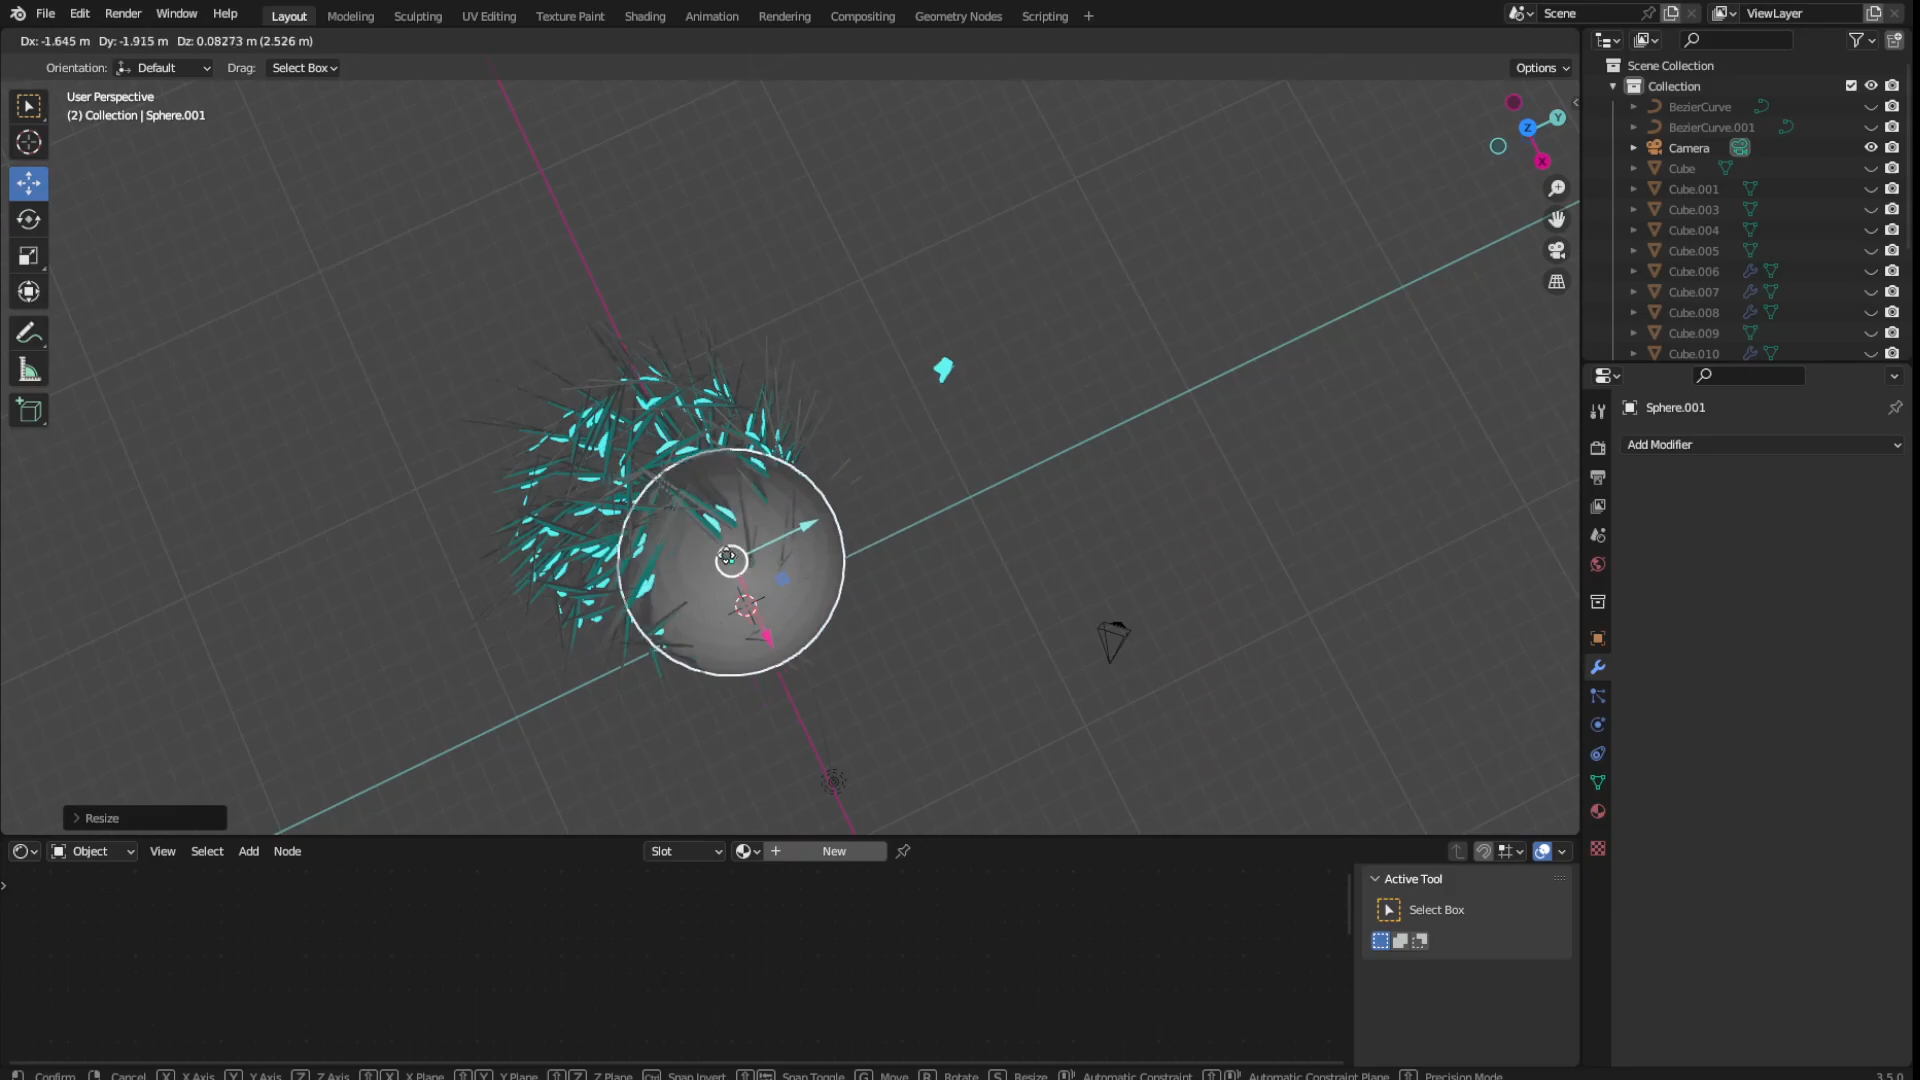 File Edit Render Window Help Layout Modeling Sculpting UV Editing Texture Paint Shading Animation Rendering Compositing Geometry Nodes Scripting + Scene ViewLayer
Dx: -1.645 m Dy: -1.915 m Dz: 0.08273 m (2.526 m)
Orientation: Default Drag: Select Box Options
User Perspective
(2) Collection | Sphere.001
Y
Z
X
Resize
Scene Collection
Collection
BezierCurve
BezierCurve.001
Camera
Cube
Cube.001
Cube.003
Cube.004
Cube.005
Cube.006
Cube.007
Cube.008
Cube.009
Cube.010
Sphere.001
Add Modifier
Object View Select Add Node Slot New
Active Tool
Select Box
Confirm Cancel X X Axis Y Y Axis Z Z Axis X X Plane Y Y Plane Z Z Plane Ctrl Snap Invert Snap Toggle G Move R Rotate S Resize Automatic Constraint Automatic Constraint Plane Precision Mode 3.5.0